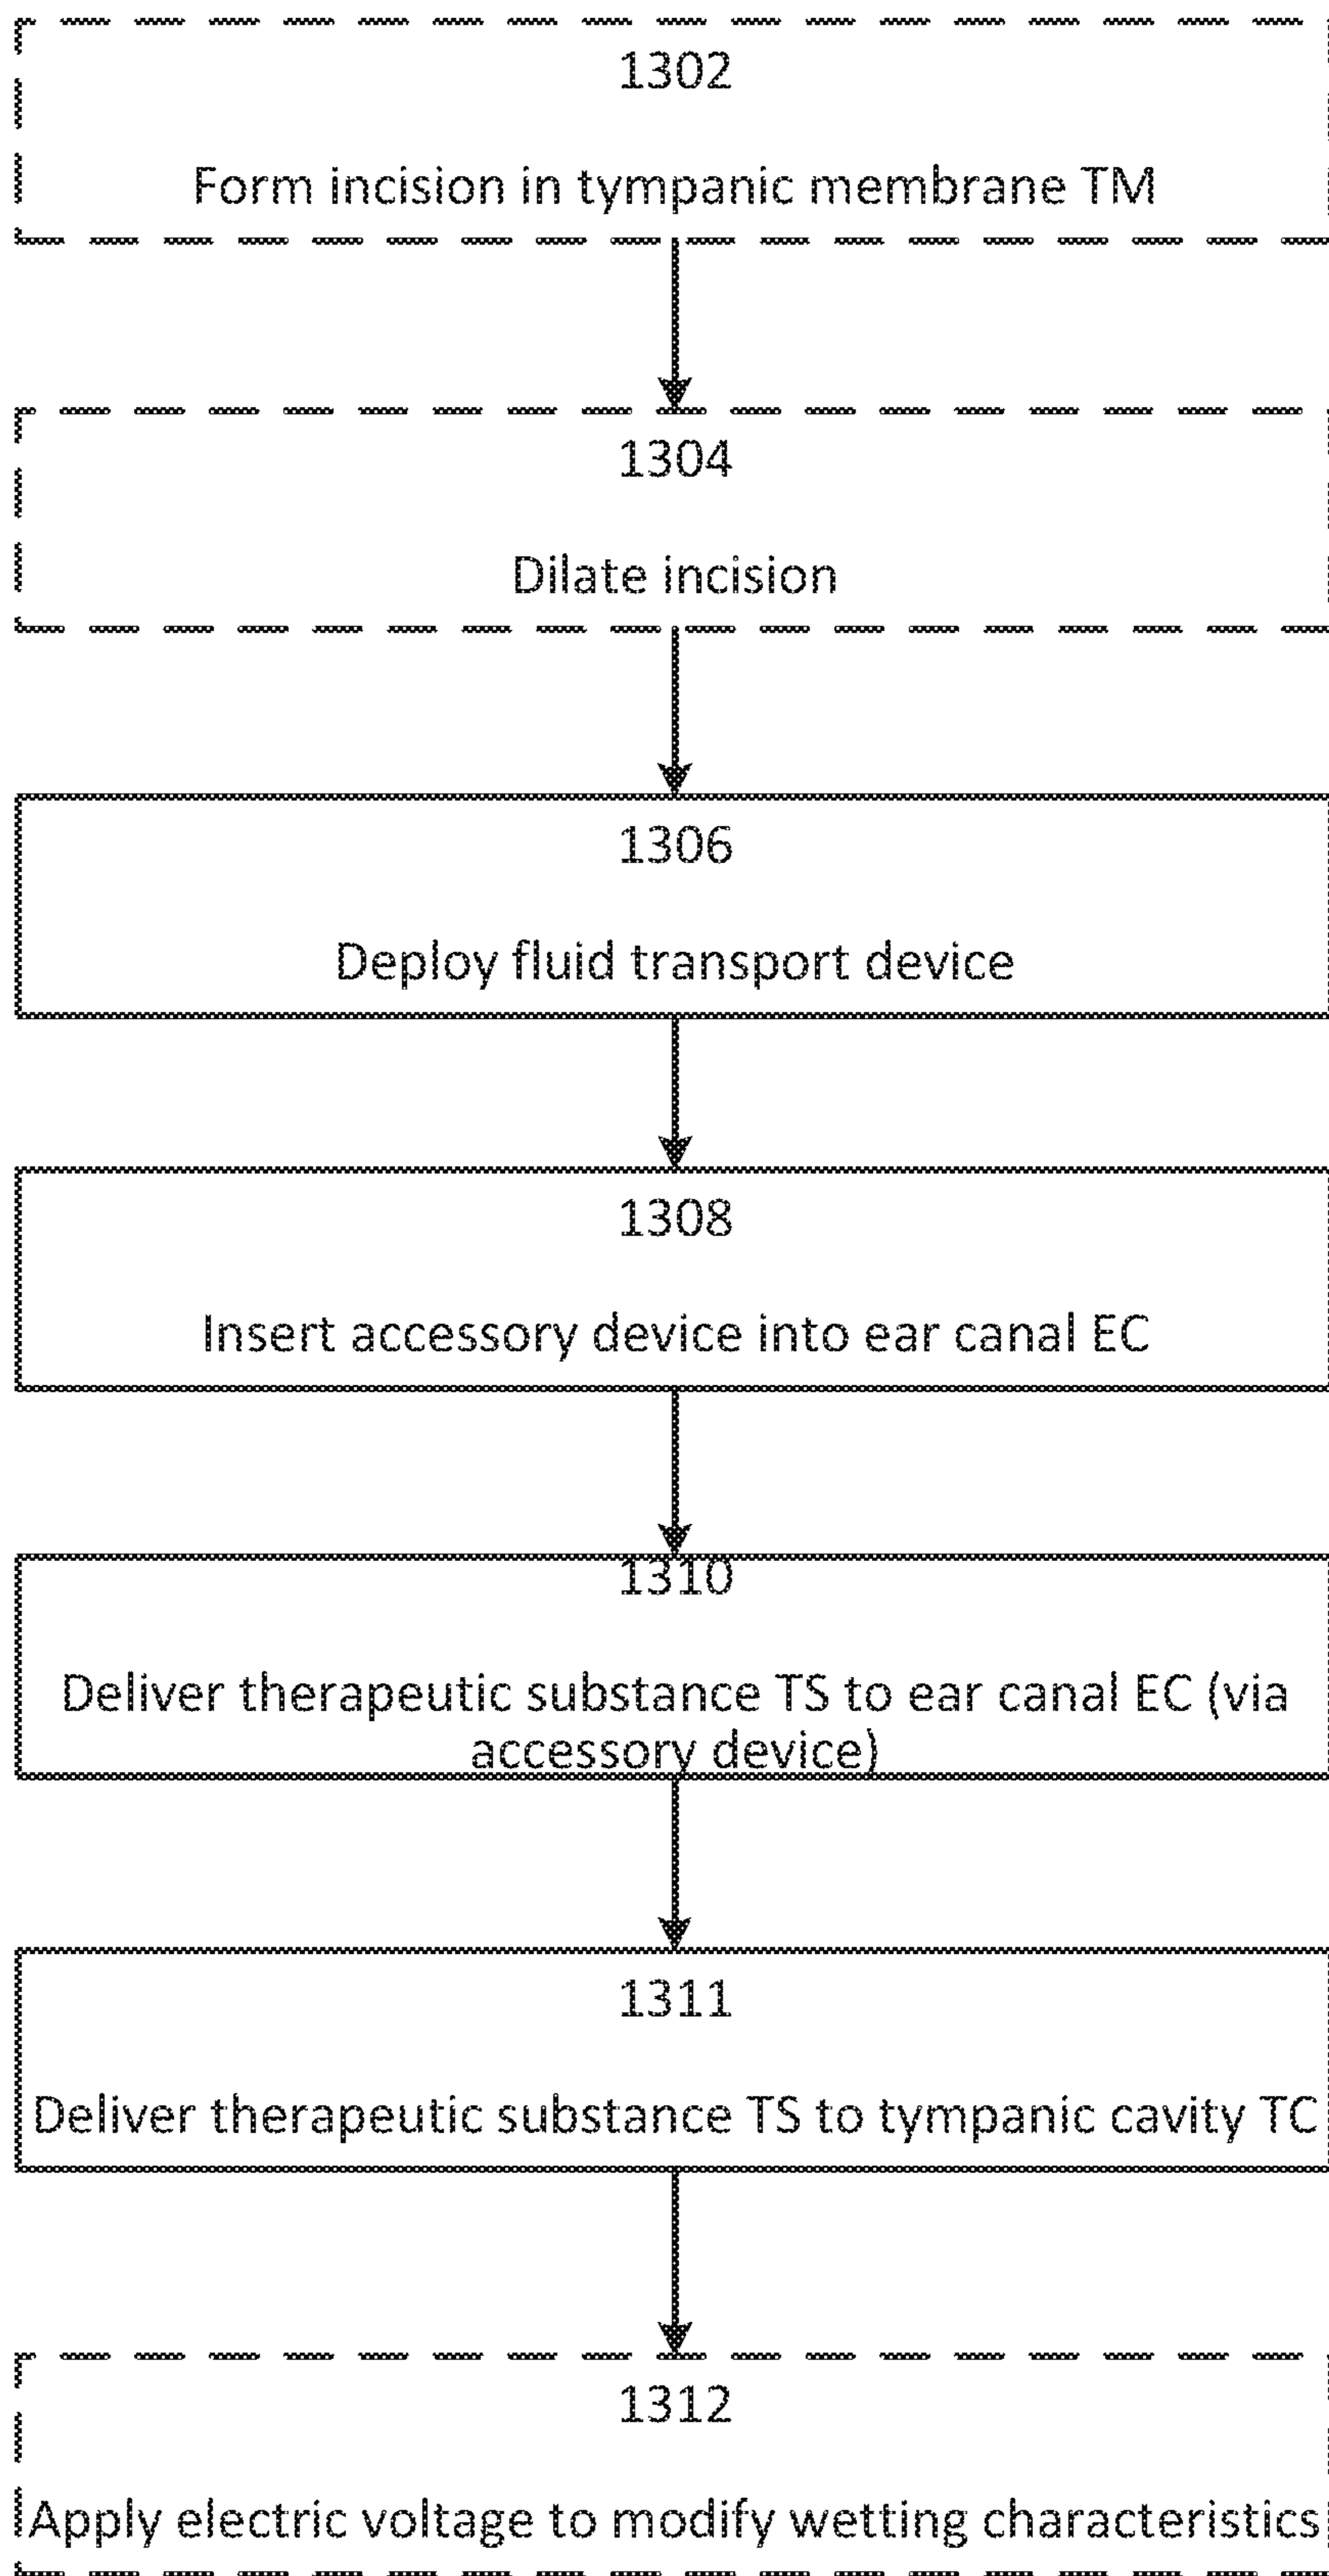 1302
Form incision in tympanic membrane TM
1304
Dilate incision
1306
Deploy fluid transport device
1308
Insert accessory device into ear canal EC
1310
Deliver therapeutic substance TS to ear canal EC (via
accessory device)
1311
Deliver therapeutic substance TS to tympanic cavity TC
1312
Apply electric voltage to modify wetting characteristics